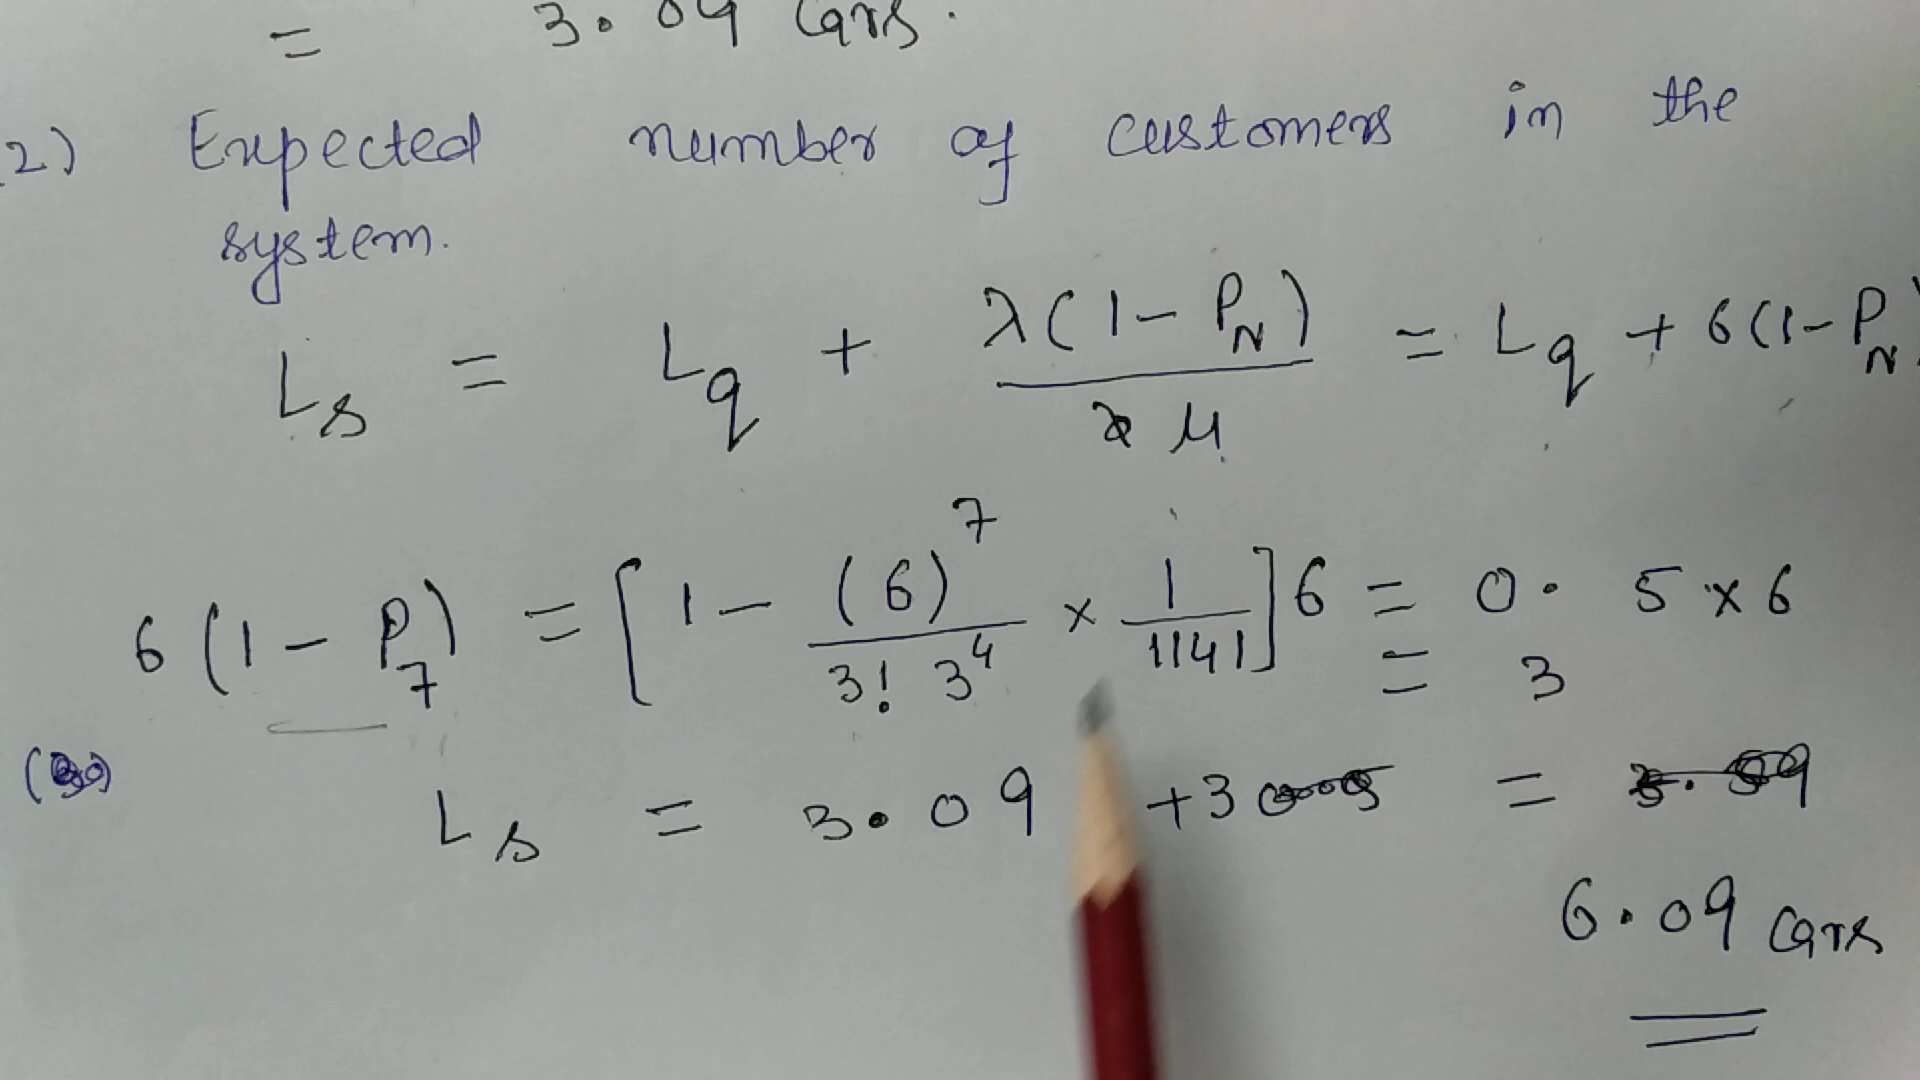 = 3.09 Cars.
2) Expected number of customers in the
system.
Ls = Lq + λ(1-PN)/μ = Lq + 6(1-PN)
6(1-P7) = [1 - (6)^7/(3! 3^4) × 1/1141]6 = 0.5×6
= 3
Ls = 3.09 +3 =
6.09 Cars